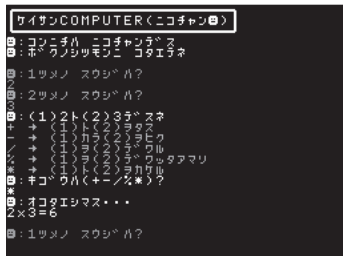 ケイサンCOMPUTER(ニコチャン☻)
☻:コンニチハ ニコチャンデス
☻:ボクノシツモンニ コタエテネ
☻:1ツメノ スウジハ?
2
☻:2ツメノ スウジハ?
3
☻:(1)2ト(2)3デスネ
+ → (1)ト(2)ヲタス
- → (1)カラ(2)ヲヒク
/ → (1)ヲ(2)デワル
% → (1)ヲ(2)デワッタアマリ
* → (1)ト(2)ヲカケル
☻:キゴウハ(+-/%*)?
*
☻:オコタエシマス・・・
2×3=6
☻:1ツメノ スウジハ?